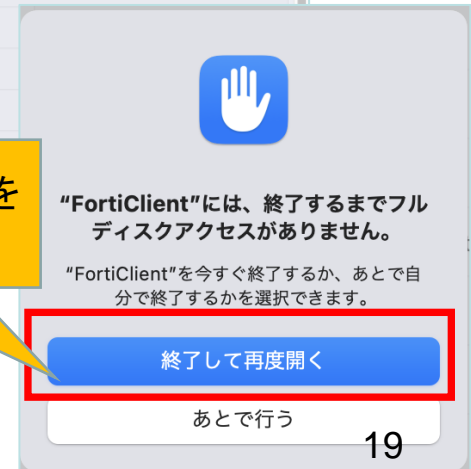 を
“FortiClient”には、終了するまでフル
ディスクアクセスがありません。
“FortiClient”を今すぐ終了するか、あとで自
分で終了するかを選択できます。
終了して再度開く
あとで行う
19